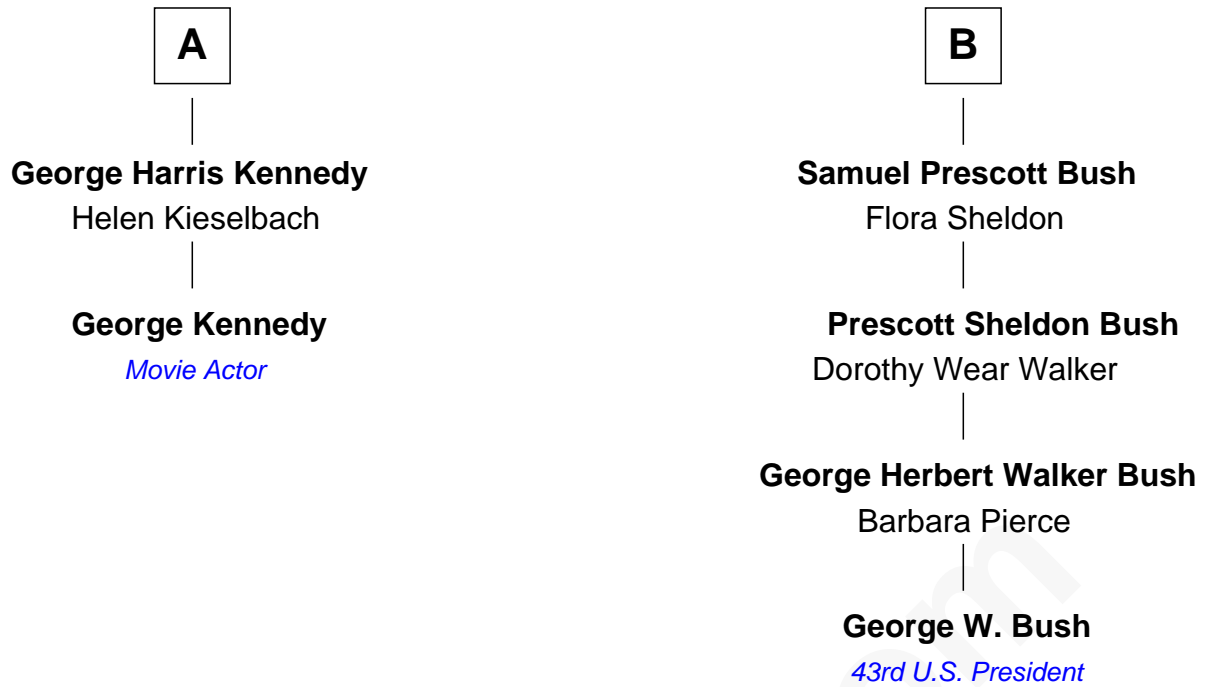 A
George Harris Kennedy
Helen Kieselbach
George Kennedy
Movie Actor
B
Samuel Prescott Bush
Flora Sheldon
Prescott Sheldon Bush
Dorothy Wear Walker
George Herbert Walker Bush
Barbara Pierce
George W. Bush
43rd U.S. President